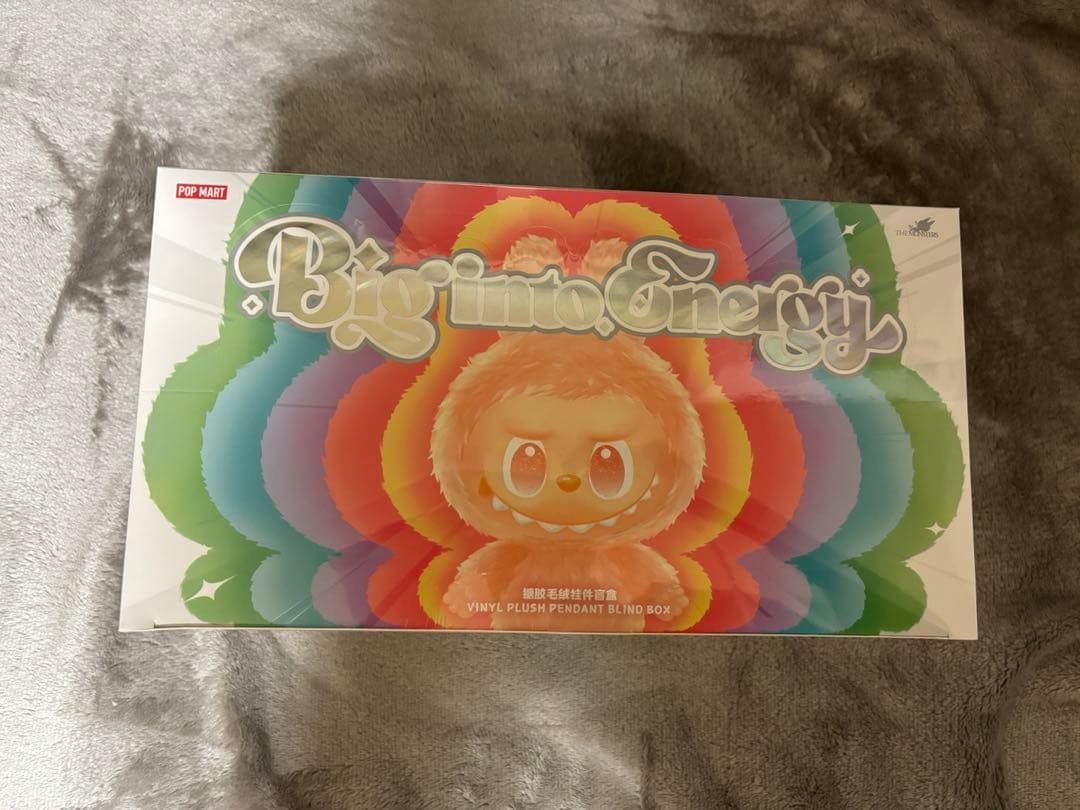 POP MART
THE MONSTERS
Big into Energy
搪胶毛绒挂件盲盒
VINYL PLUSH PENDANT BLIND BOX